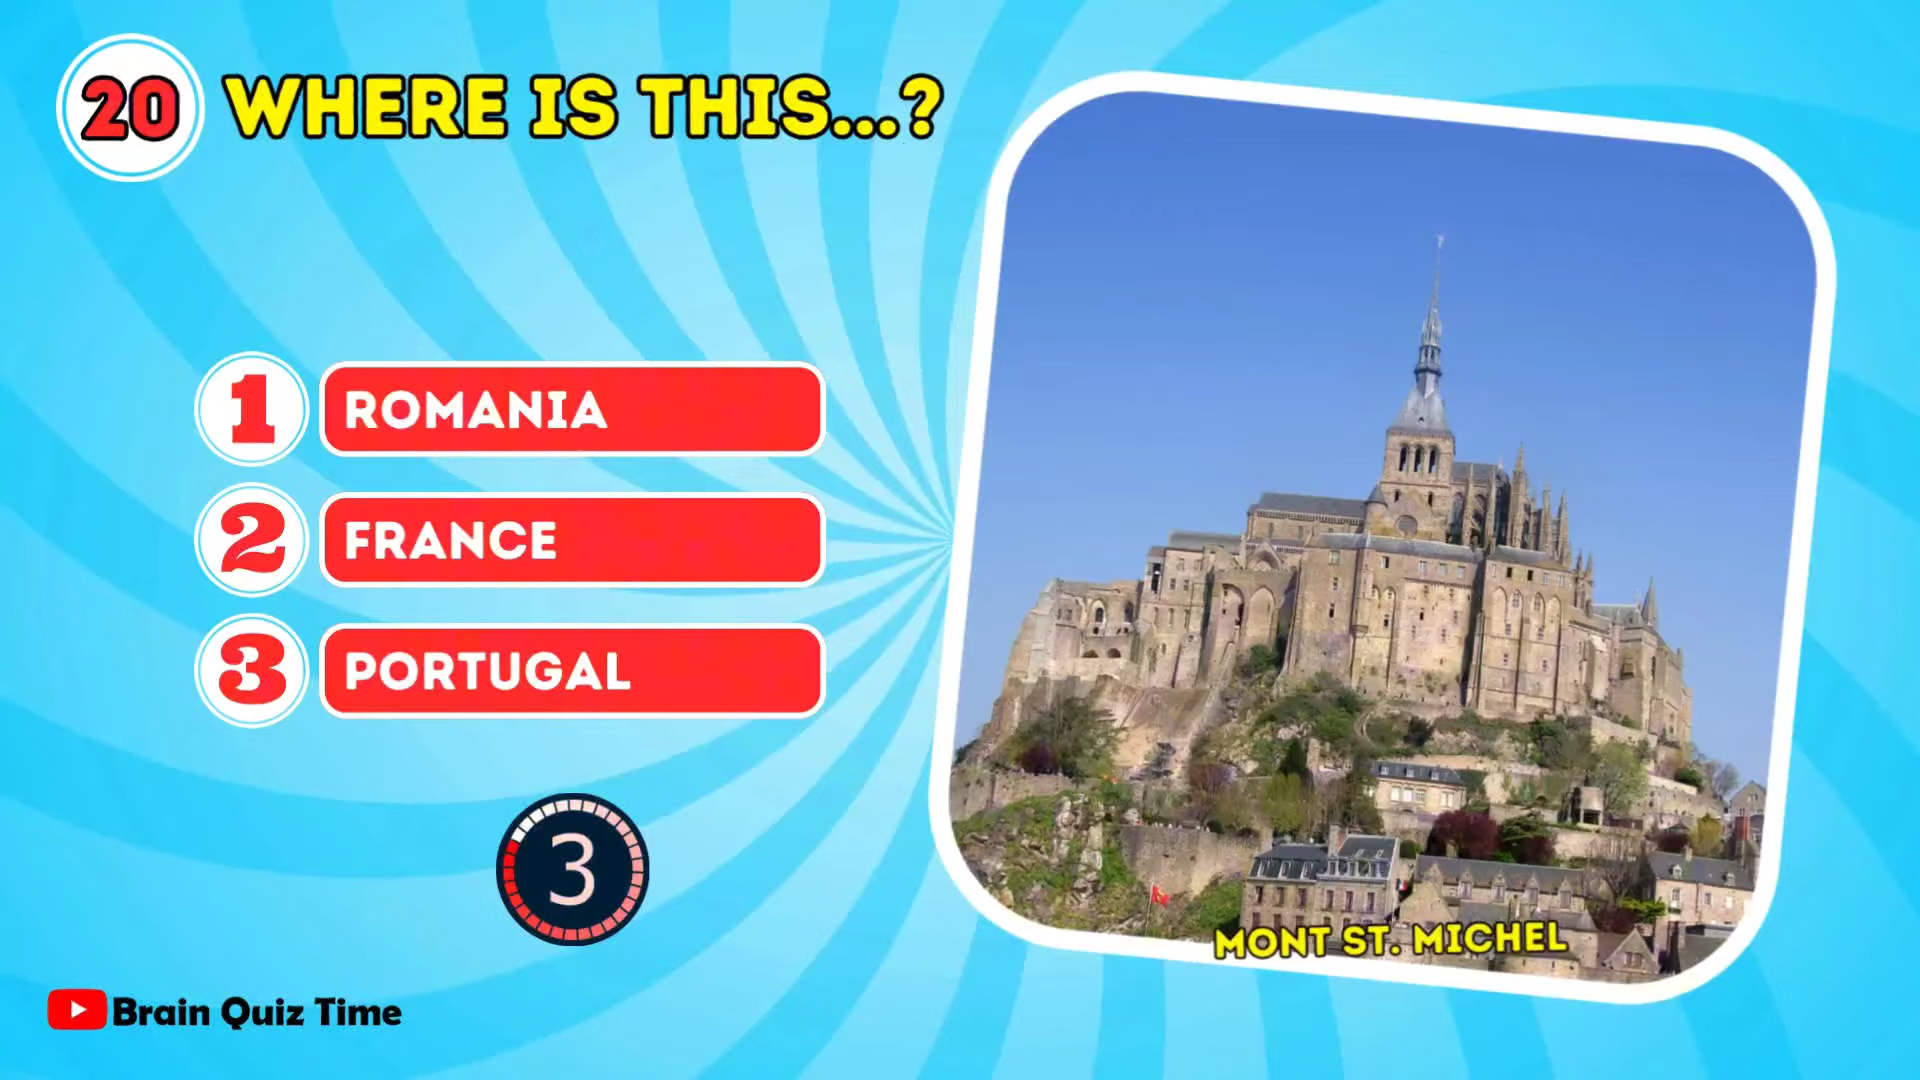 20 WHERE IS THIS...?
1 ROMANIA
2 FRANCE
3 PORTUGAL
3
MONT ST. MICHEL
Brain Quiz Time